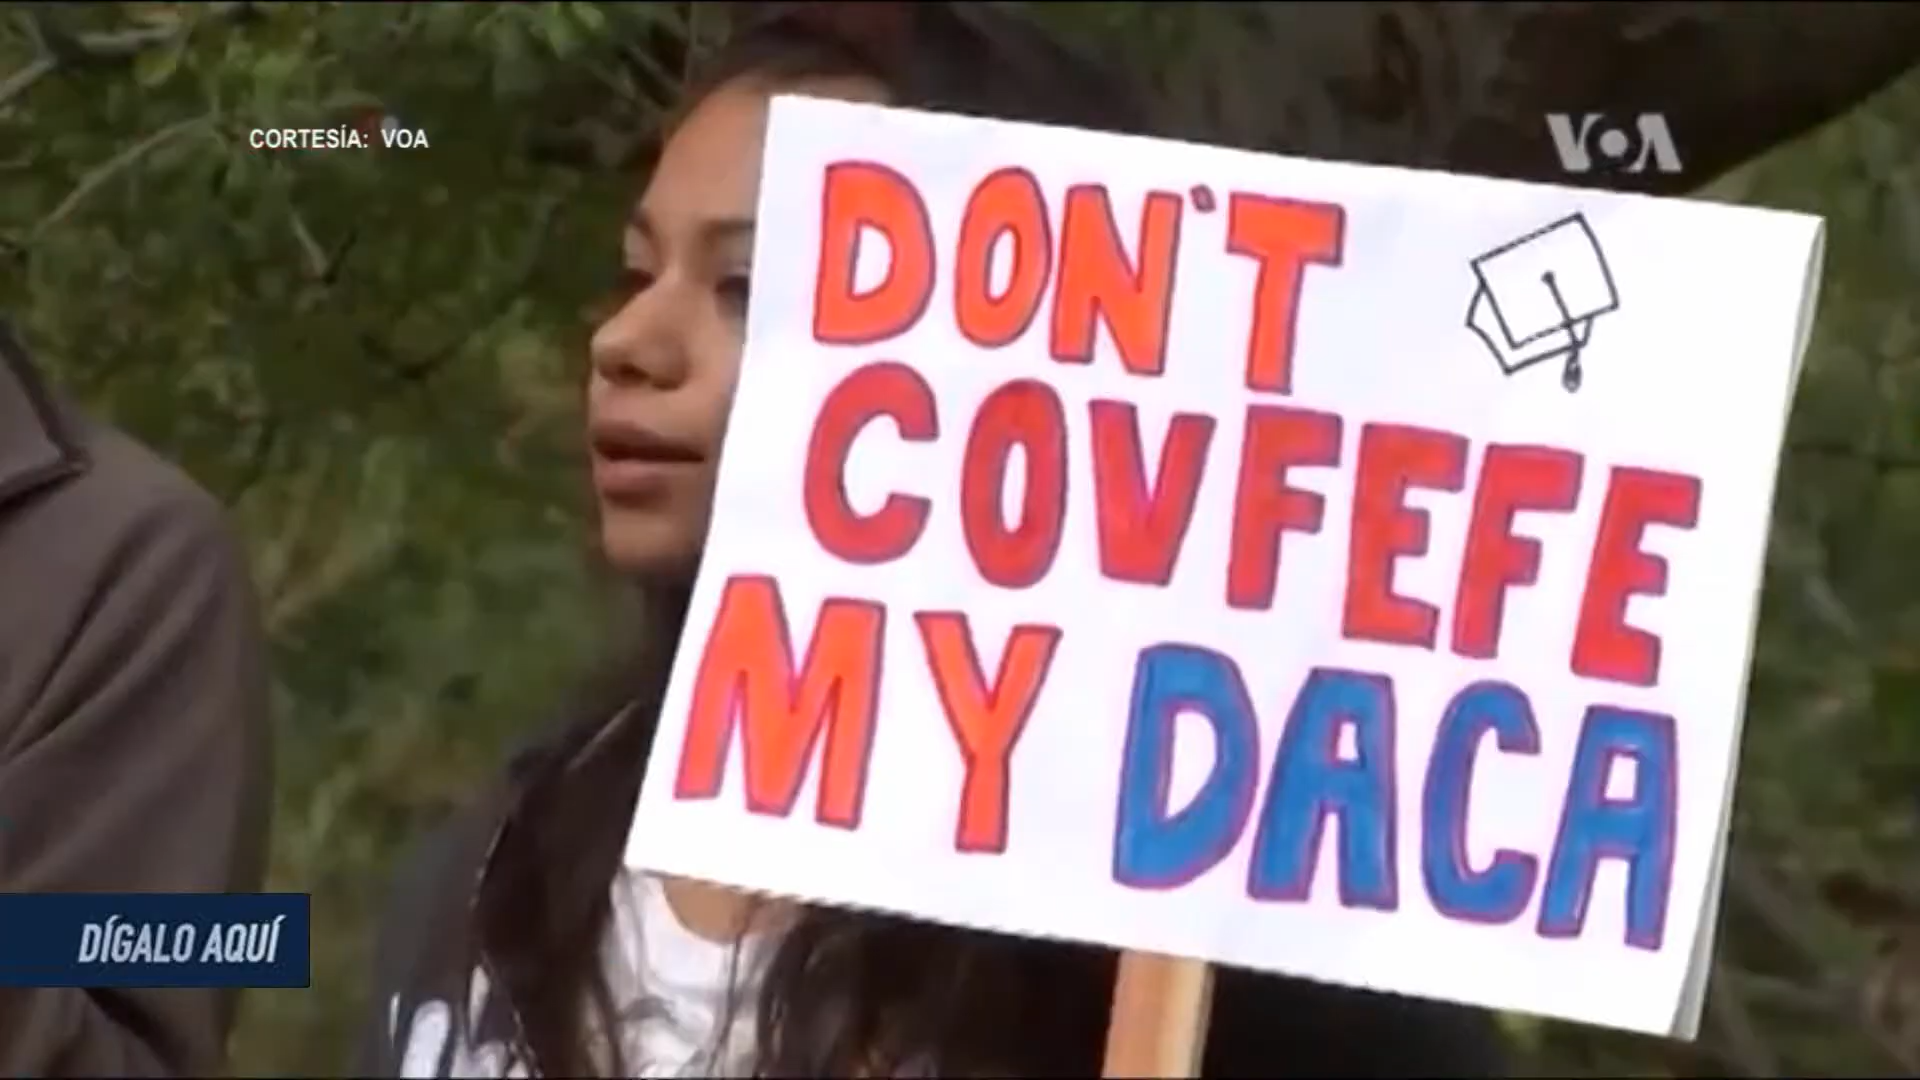 CORTESÍA: VOA
VOA
DON'T
COVFEFE
MY DACA
DÍGALO AQUÍ